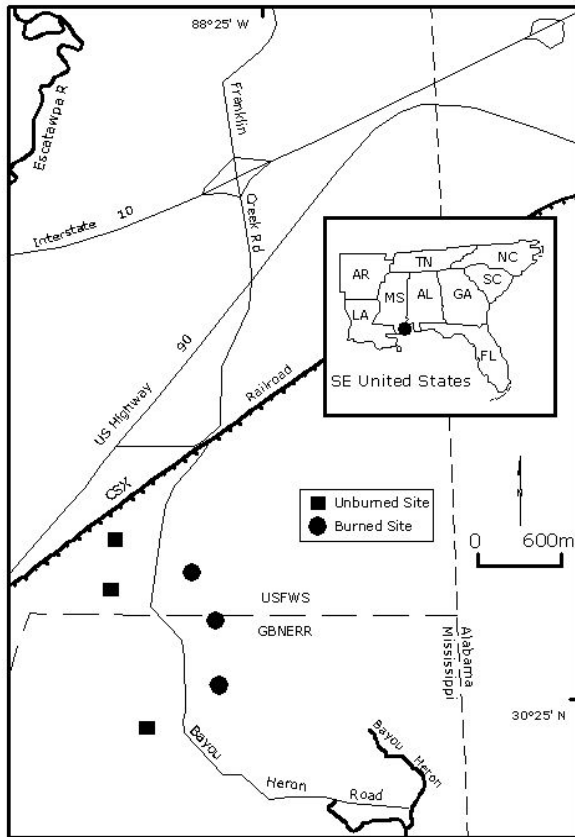 88°25' W
Escatawpa R
Franklin
Creek Rd
Interstate 10
TN
NC
AR
SC
MS
AL
GA
LA
FL
SE United States
US Highway 90
Railroad
CSX
Unburned Site
Burned Site
N
0 600m
USFWS
GBNERR
Alabama
Mississippi
30°25' N
Bayou
Heron
Road
Bayou Heron